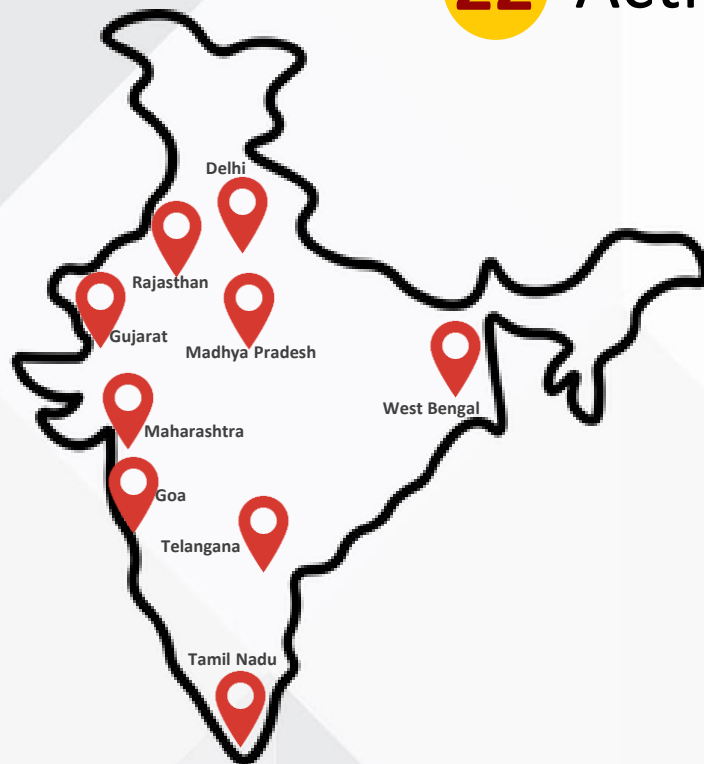 Delhi
Rajasthan
Gujarat
Madhya Pradesh
West Bengal
Maharashtra
Goa
Telangana
Tamil Nadu